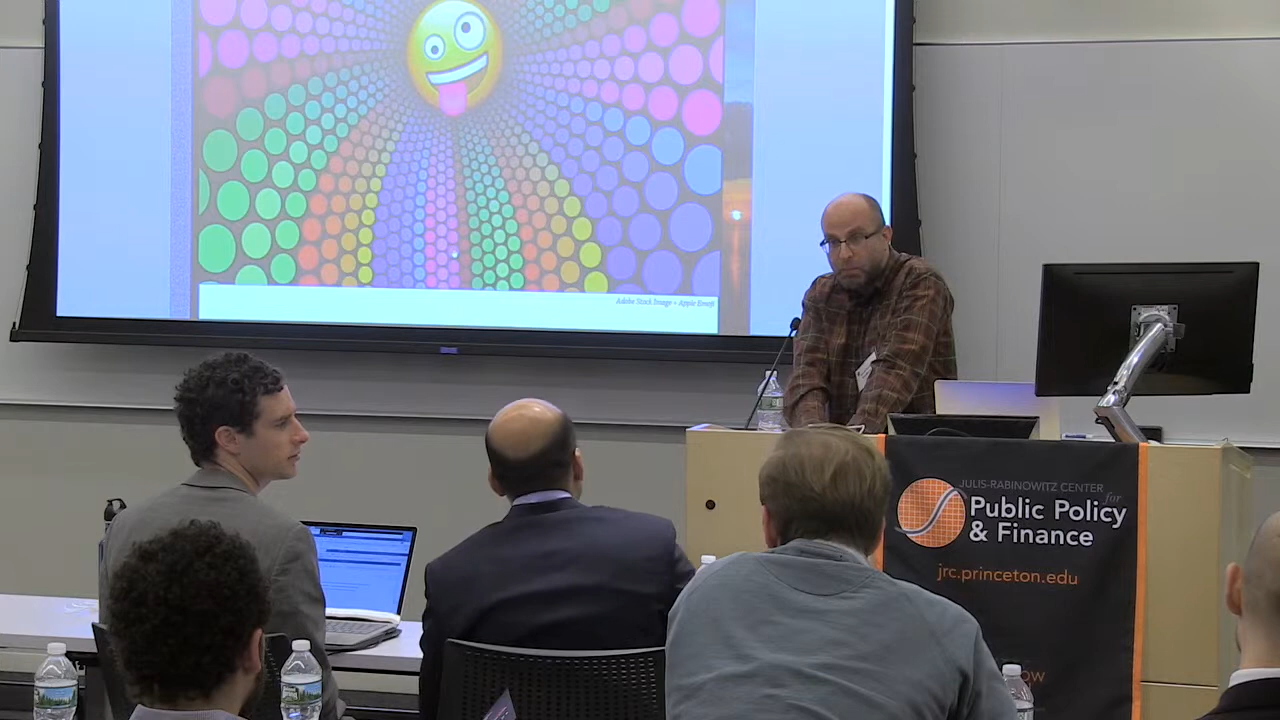 Adobe Stock Image + Apple Emoji
JULIS-RABINOWITZ CENTER for
Public Policy
& Finance
jrc.princeton.edu